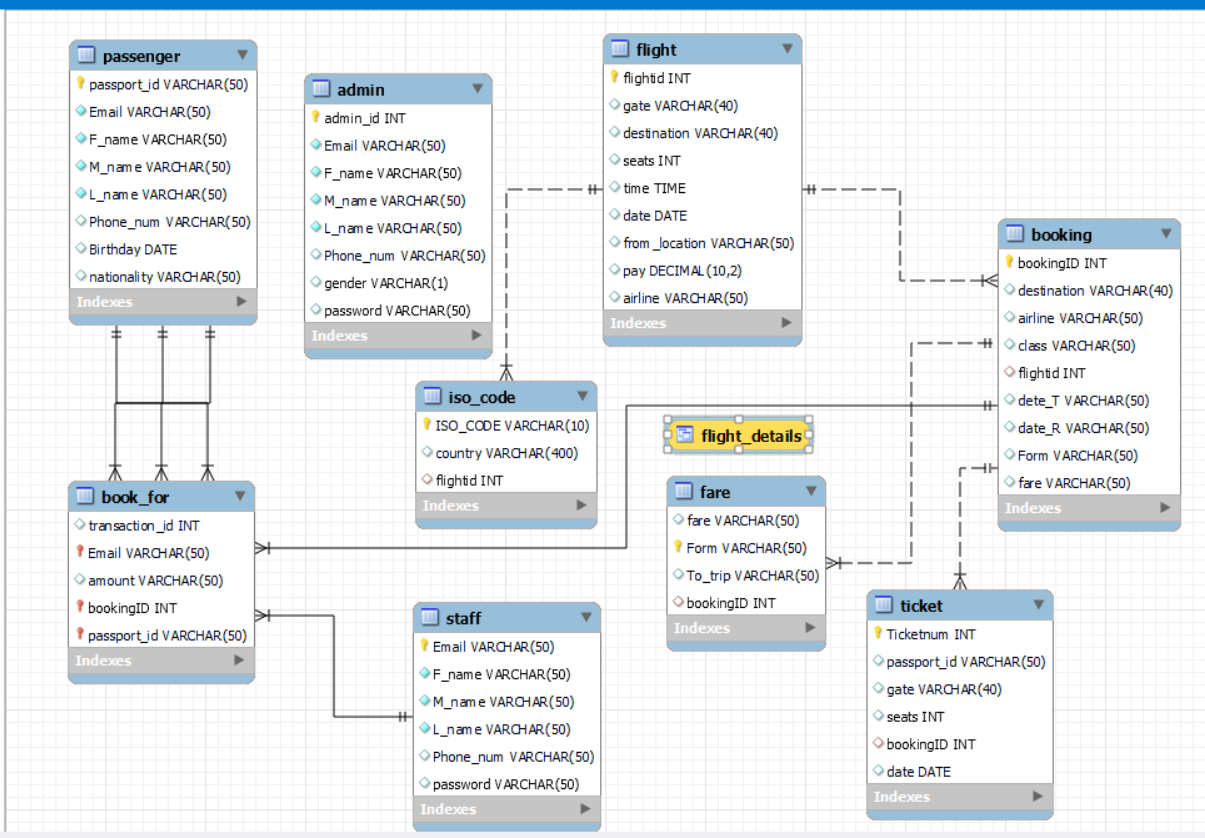 passenger
passport_id VARCHAR(50)
Email VARCHAR(50)
F_name VARCHAR(50)
M_name VARCHAR(50)
L_name VARCHAR(50)
Phone_num VARCHAR(50)
Birthday DATE
nationality VARCHAR(50)
Indexes
admin
admin_id INT
Email VARCHAR(50)
F_name VARCHAR(50)
M_name VARCHAR(50)
L_name VARCHAR(50)
Phone_num VARCHAR(50)
gender VARCHAR(1)
password VARCHAR(50)
Indexes
flight
flightid INT
gate VARCHAR(40)
destination VARCHAR(40)
seats INT
time TIME
date DATE
from_location VARCHAR(50)
pay DECIMAL(10,2)
airline VARCHAR(50)
Indexes
booking
bookingID INT
destination VARCHAR(40)
airline VARCHAR(50)
class VARCHAR(50)
flightid INT
dete_T VARCHAR(50)
date_R VARCHAR(50)
Form VARCHAR(50)
fare VARCHAR(50)
Indexes
iso_code
ISO_CODE VARCHAR(10)
country VARCHAR(400)
flightid INT
Indexes
flight_details
book_for
transaction_id INT
Email VARCHAR(50)
amount VARCHAR(50)
bookingID INT
passport_id VARCHAR(50)
Indexes
fare
fare VARCHAR(50)
Form VARCHAR(50)
To_trip VARCHAR(50)
bookingID INT
Indexes
staff
Email VARCHAR(50)
F_name VARCHAR(50)
M_name VARCHAR(50)
L_name VARCHAR(50)
Phone_num VARCHAR(50)
password VARCHAR(50)
Indexes
ticket
Ticketnum INT
passport_id VARCHAR(50)
gate VARCHAR(40)
seats INT
bookingID INT
date DATE
Indexes